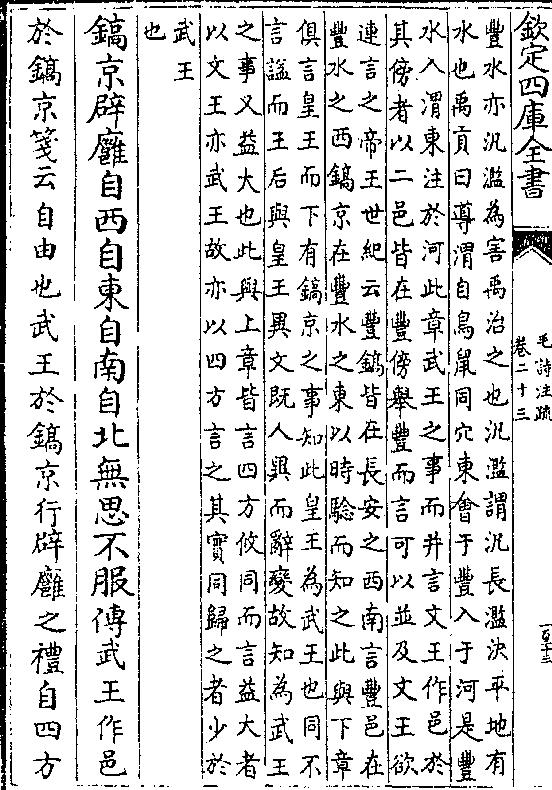 欽定四庫全書
毛詩注疏
卷二十三
豐水亦汎濫為害禹治之也汎濫謂汎長濫決平地有
水也禹貢曰導渭自鳥鼠同穴東會于豐入于河是豐
水入渭東注於河此章武王之事而并言文王作邑於
其傍者以二邑皆在豐傍舉豐而言可以並及文王欲
連言之帝王世紀云豐鎬皆在長安之西南言豐邑在
豐水之西鎬京在豐水之東以時驗而知之此與下章
俱言皇王而下有鎬京之事知此皇王為武王也同不
言諡而王后與皇王異文既人異而辭變故知為武王
之事又益大也此與上章皆言四方攸同而言益大者
以文王亦武王故亦以四方言之其實同歸之者少於
武王
也
鎬京辟廱自西自東自南自北無思不服傳武王作邑
於鎬京箋云自由也武王於鎬京行辟廱之禮自四方